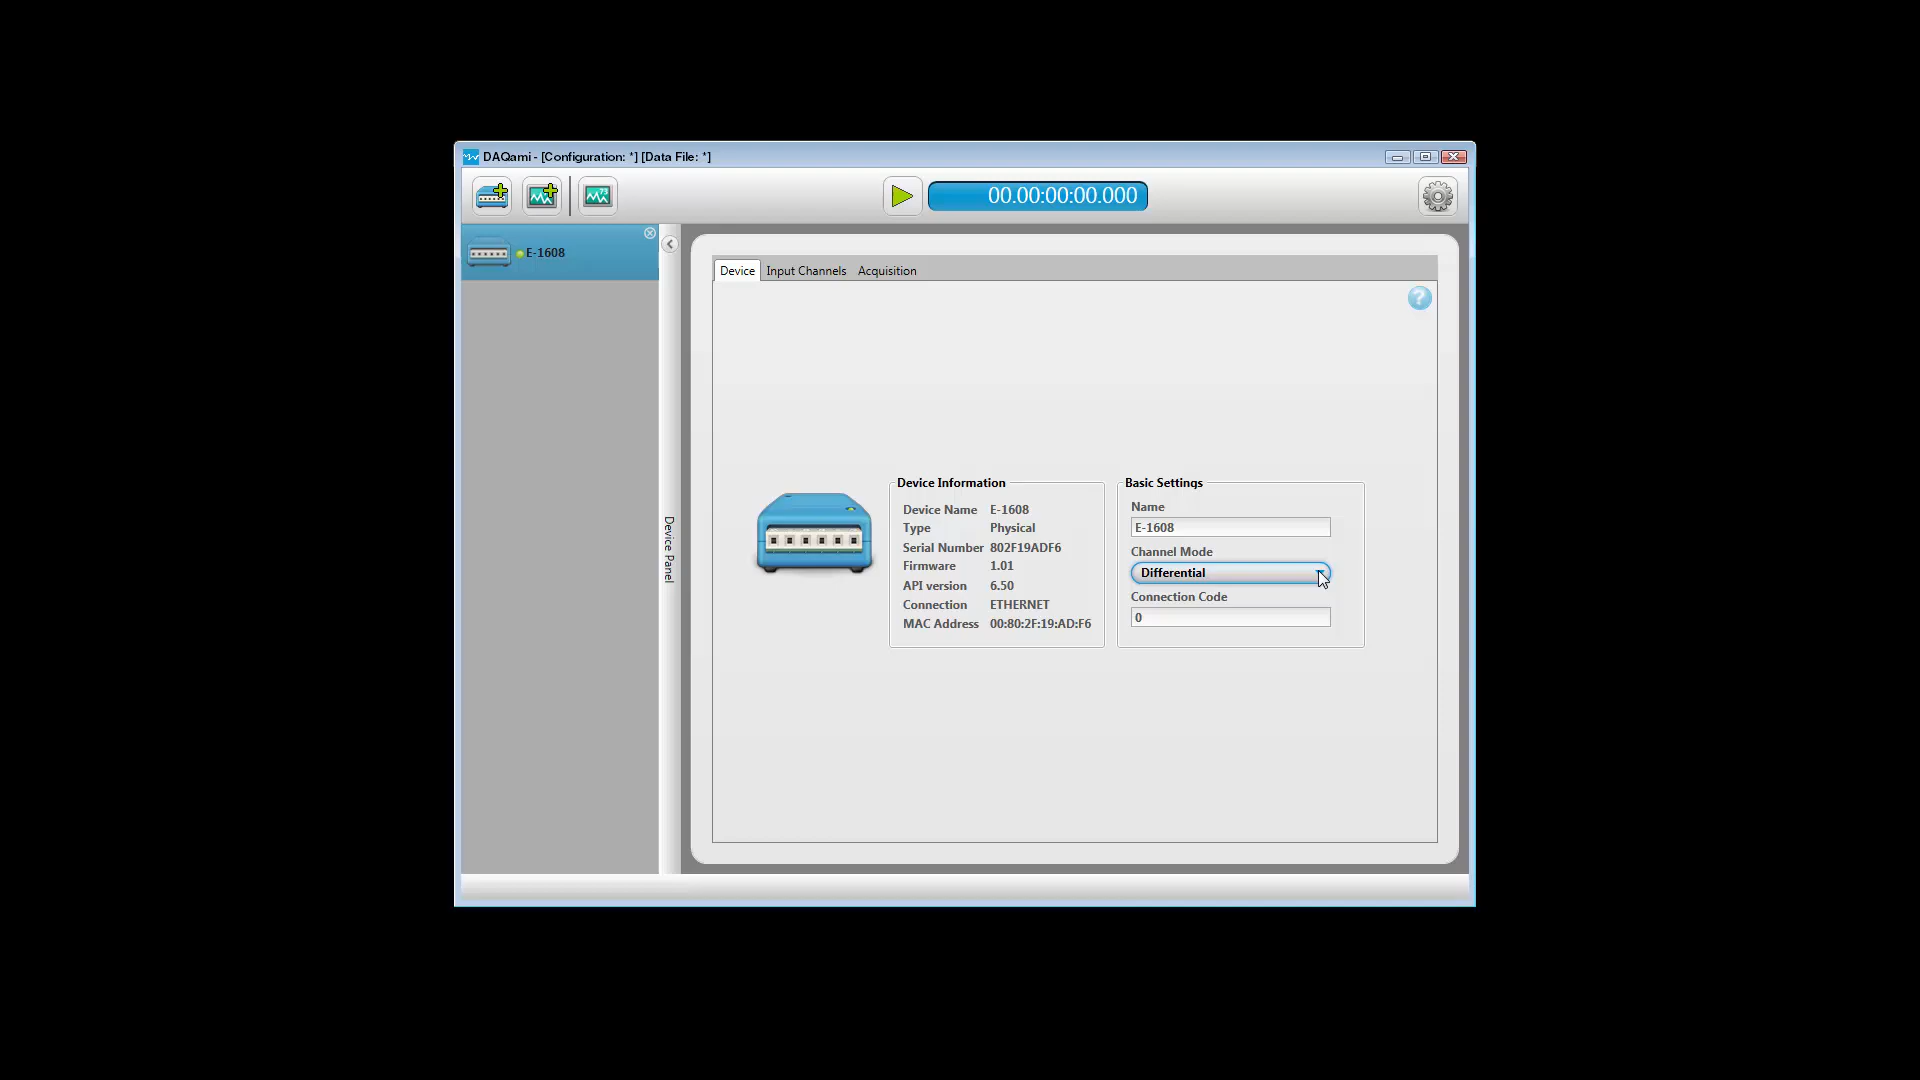 DAQami - [Configuration: *] [Data File: *]
73
00.00:00:00.000
E-1608
Device Panel
Device Input Channels Acquisition
?
Device Information
Device Name E-1608
Type Physical
Serial Number 802F19ADF6
Firmware 1.01
API version 6.50
Connection ETHERNET
MAC Address 00:80:2F:19:AD:F6
Basic Settings
Name
E-1608
Channel Mode
Differential
Connection Code
0